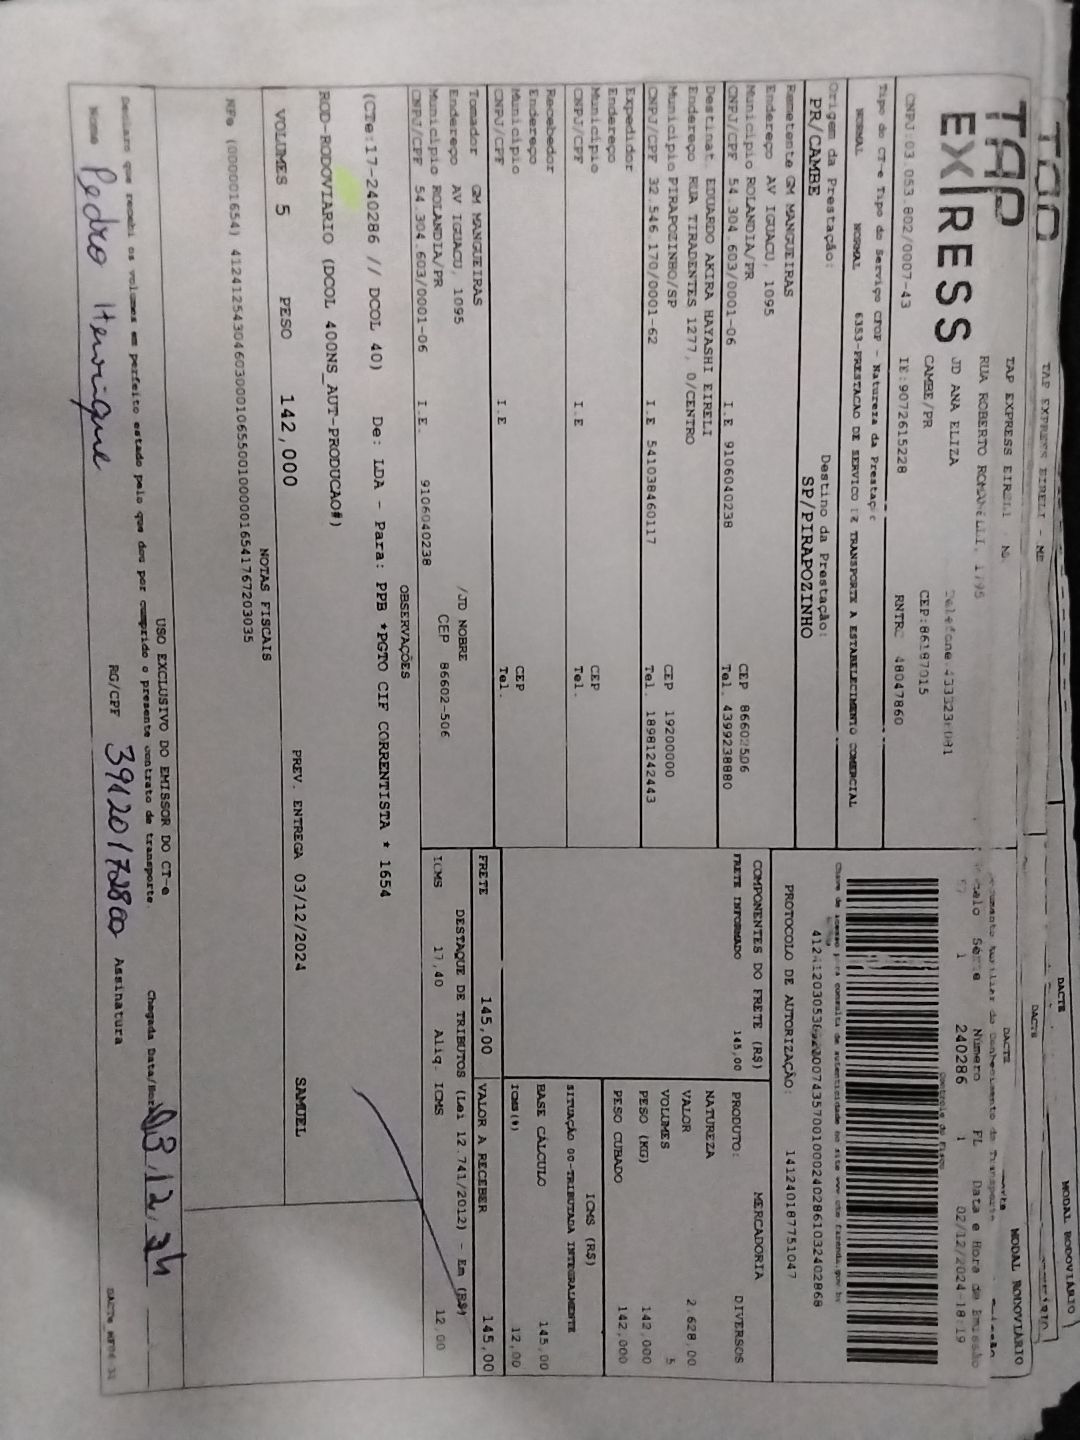 TAP EXPRESS
TAP EXPRESS EIRELI
RUA ROBERTO ROMANELLI, 1795
JD ANA ELIZA
CAMBE/PR
CEP:86187015
CNPJ:03.053.802/0007-43
IE:9072615228
48047860
DACTE
MODAL RODOVIÁRIO
Número
FL
Data e Hora de Emissão
1
240286
1
02/12/2024-18:19
Controle do Fisco
Tipo do CT-e Tipo do Serviço CFOP - Natureza da Prestação
NORMAL NORMAL 6353-PRESTACAO DE SERVICO DE TRANSPORTE A ESTABELECIMENTO COMERCIAL
Origem da Prestação: Destino da Prestação:
PR/CAMBE SP/PIRAPOZINHO
PROTOCOLO DE AUTORIZAÇÃO: 141240187751047
Remetente GM MANGUEIRAS
Endereço AV IGUACU, 1095
Município ROLANDIA/PR CEP 86602506
CNPJ/CPF 54.304.603/0001-06 I.E 9106040238 Tel. 4399238880
Destinat. EDUARDO AKIRA HAYASHI EIRELI
Endereço RUA TIRADENTES 1277, 0/CENTRO
Município PIRAPOZINHO/SP CEP 19200000
CNPJ/CPF 32.546.170/0001-62 I.E 541038460117 Tel. 18981242443
Expedidor
Endereço
Município CEP
CNPJ/CPF I.E Tel.
Recebedor
Endereço
Município CEP
CNPJ/CPF I.E Tel.
Tomador GM MANGUEIRAS
Endereço AV IGUACU, 1095 /JD NOBRE
Município ROLANDIA/PR CEP 86602-506
CNPJ/CPF 54.304.603/0001-06 I.E. 9106040238
COMPONENTES DO FRETE (R$)
FRETE INFORMADO 145,00
PRODUTO: MERCADORIA
NATUREZA DIVERSOS
VALOR 2.628,00
VOLUMES 5
PESO (KG) 142,000
PESO CUBADO 142,000
ICMS (R$)
SITUAÇÃO 00-TRIBUTADA INTEGRALMENTE
BASE CÁLCULO 145,00
ICMS(%) 12,00
FRETE 145,00 VALOR A RECEBER 145,00
DESTAQUE DE TRIBUTOS (Lei 12.741/2012) - Em (R$)
ICMS 17,40 Aliq. ICMS 12,00
OBSERVAÇÕES
(CTe:17-240286 // DCOL 40) De: LDA - Para: PPB *PGTO CIF CORRENTISTA * 1654
ROD-RODOVIARIO (DCOL 400NS_AUT-PRODUCAO#)
VOLUMES 5 PESO 142,000 PREV. ENTREGA 03/12/2024 SAMUEL
NOTAS FISCAIS
NFe (000001654) 41241254304603000106550010000016541767203035
USO EXCLUSIVO DO EMISSOR DO CT-e
Declaro que recebi os volumes em perfeito estado pelo que dou por cumprido o presente contrato de transporte.
Chegada Data/Hora 03/12/24
Nome Pedro Henrique RG/CPF 39120172800 Assinatura